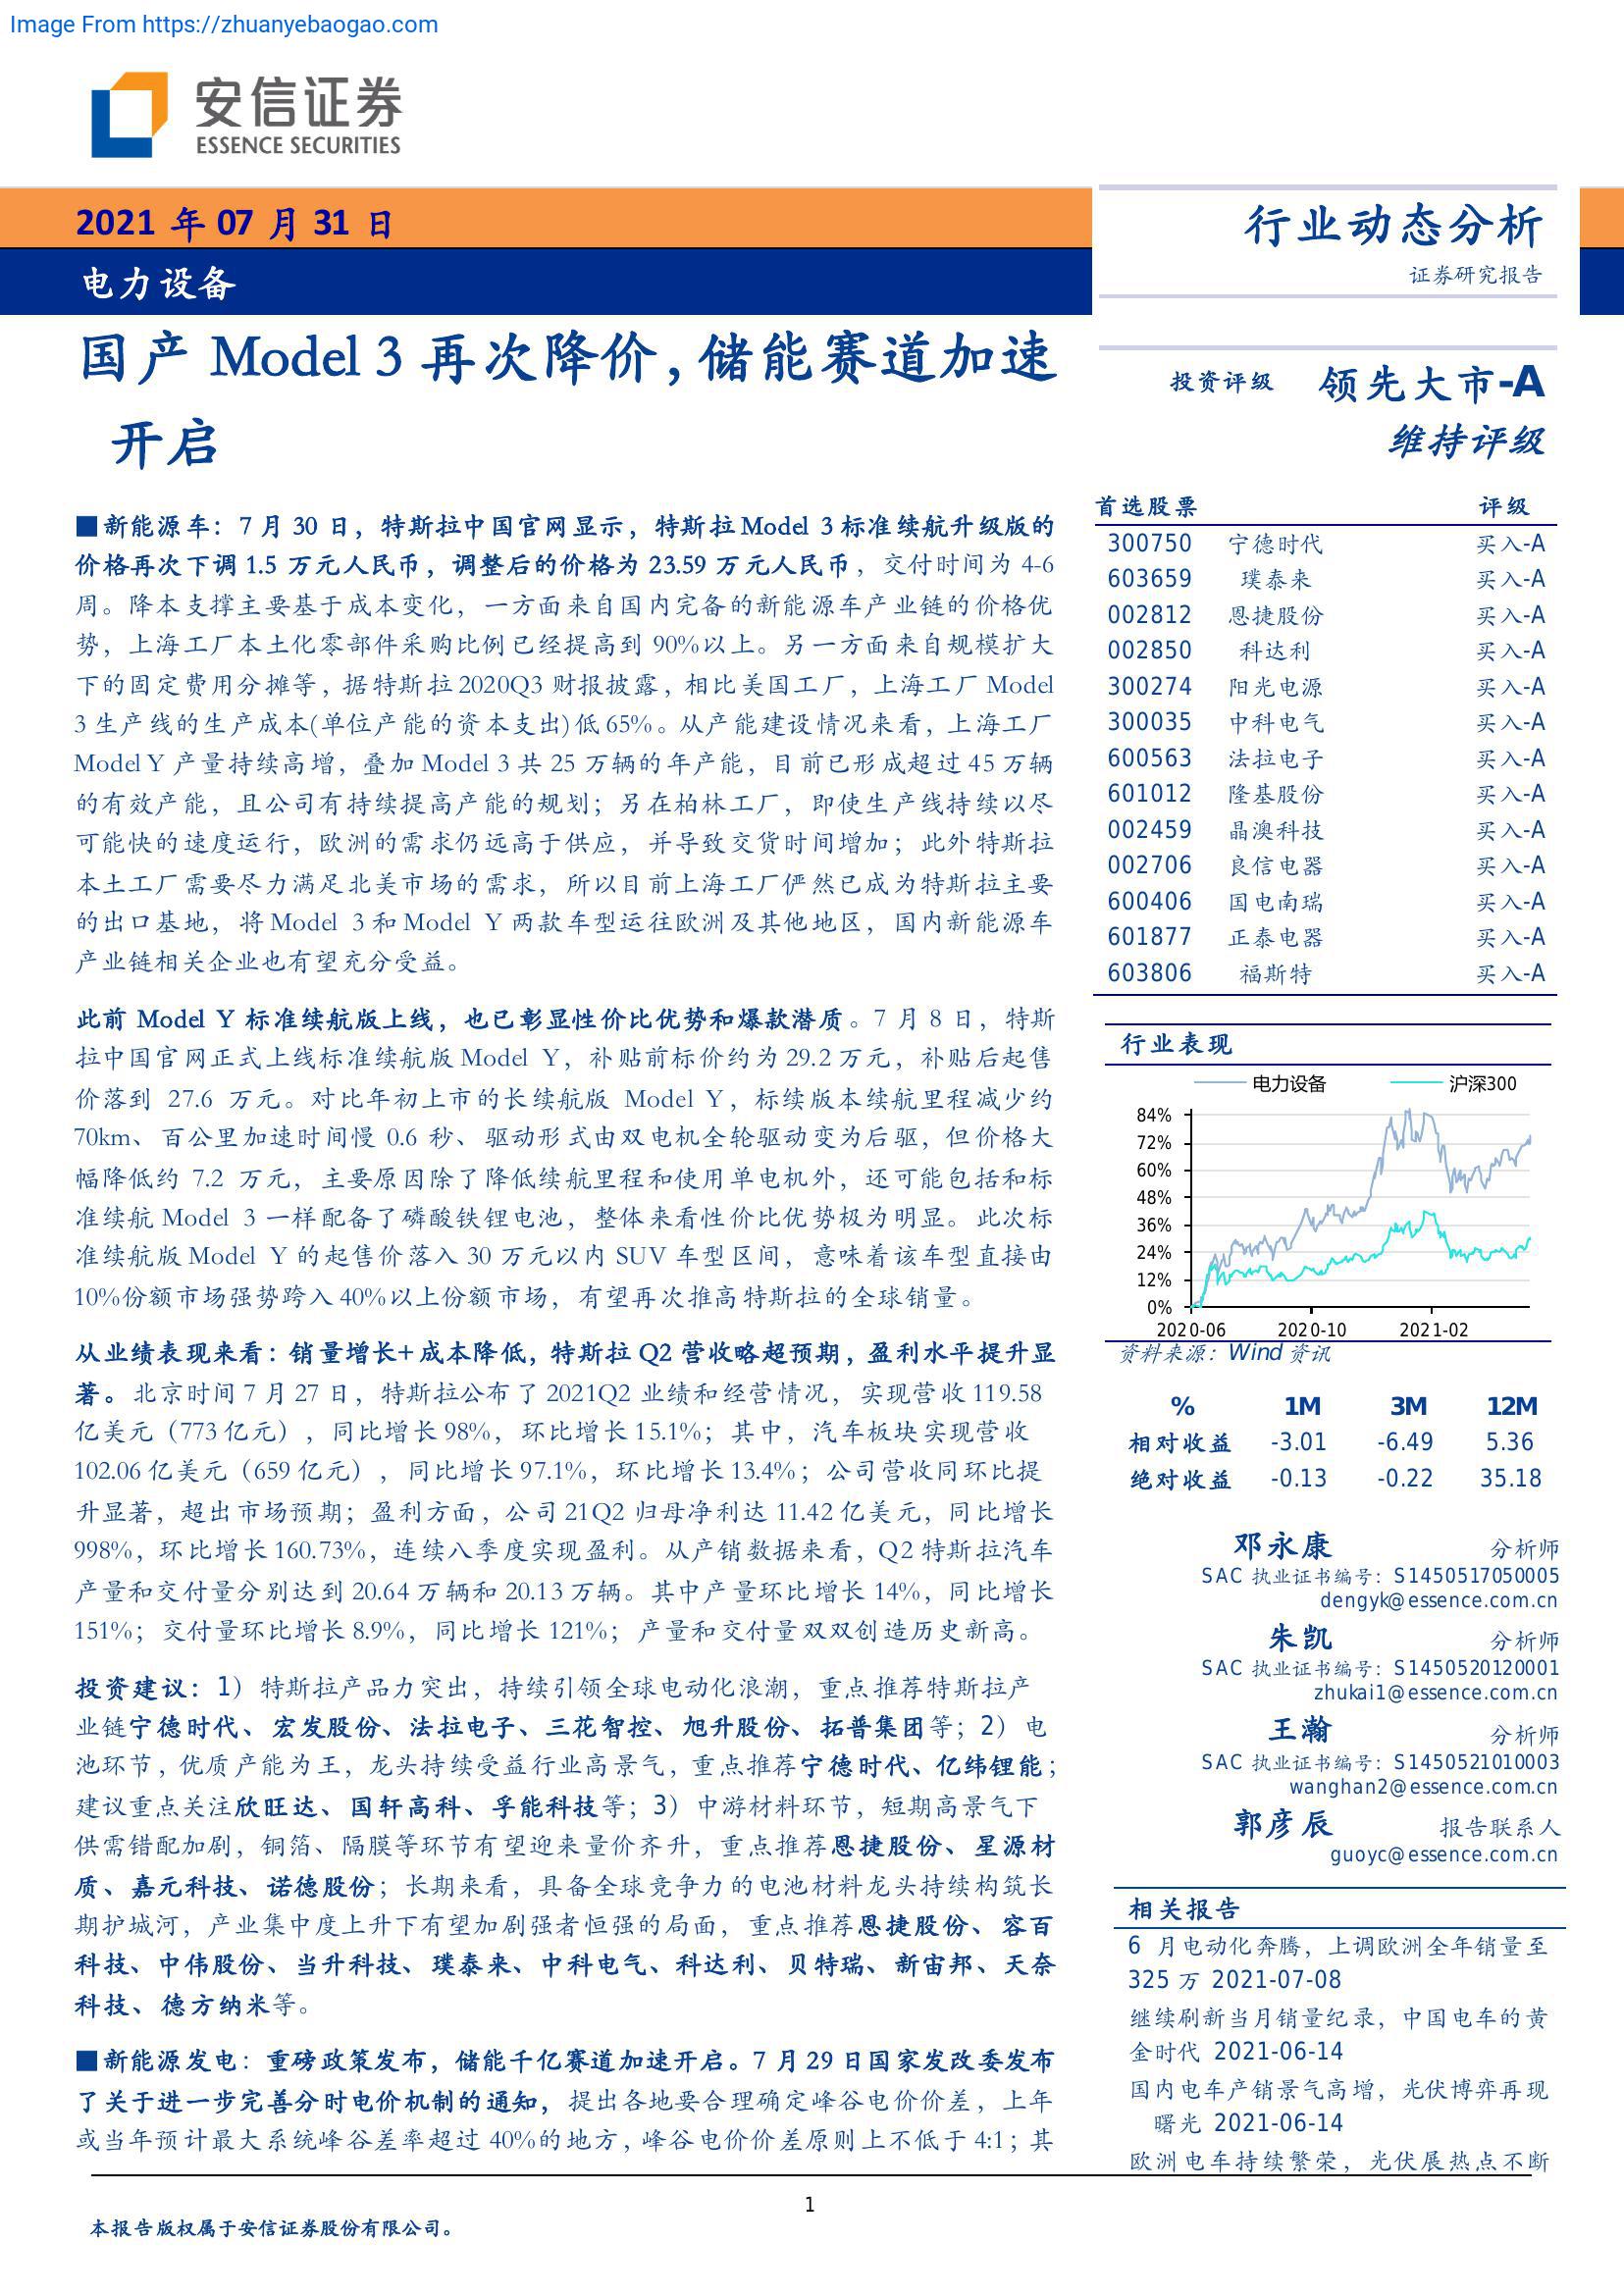 Image From https://zhuanyebaogao.com
安信证券
ESSENCE SECURITIES
2021 年 07 月 31 日
电力设备
行业动态分析
证券研究报告
国产 Model 3 再次降价，储能赛道加速
开启
■新能源车：7 月 30 日，特斯拉中国官网显示，特斯拉 Model 3 标准续航升级版的
价格再次下调 1.5 万元人民币，调整后的价格为 23.59 万元人民币，交付时间为 4-6
周。降本支撑主要基于成本变化，一方面来自国内完备的新能源车产业链的价格优
势，上海工厂本土化零部件采购比例已经提高到 90%以上。另一方面来自规模扩大
下的固定费用分摊等，据特斯拉 2020Q3 财报披露，相比美国工厂，上海工厂 Model
3 生产线的生产成本(单位产能的资本支出)低 65%。从产能建设情况来看，上海工厂
Model Y 产量持续高增，叠加 Model 3 共 25 万辆的年产能，目前已形成超过 45 万辆
的有效产能，且公司有持续提高产能的规划；另在柏林工厂，即使生产线持续以尽
可能快的速度运行，欧洲的需求仍远高于供应，并导致交货时间增加；此外特斯拉
本土工厂需要尽力满足北美市场的需求，所以目前上海工厂俨然已成为特斯拉主要
的出口基地，将 Model 3 和 Model Y 两款车型运往欧洲及其他地区，国内新能源车
产业链相关企业也有望充分受益。
此前 Model Y 标准续航版上线，也已彰显性价比优势和爆款潜质。7 月 8 日，特斯
拉中国官网正式上线标准续航版 Model Y，补贴前标价约为 29.2 万元，补贴后起售
价落到 27.6 万元。对比年初上市的长续航版 Model Y，标续版本续航里程减少约
70km、百公里加速时间慢 0.6 秒、驱动形式由双电机全轮驱动变为后驱，但价格大
幅降低约 7.2 万元，主要原因除了降低续航里程和使用单电机外，还可能包括和标
准续航 Model 3 一样配备了磷酸铁锂电池，整体来看性价比优势极为明显。此次标
准续航版 Model Y 的起售价落入 30 万元以内 SUV 车型区间，意味着该车型直接由
10%份额市场强势跨入 40%以上份额市场，有望再次推高特斯拉的全球销量。
从业绩表现来看：销量增长+成本降低，特斯拉 Q2 营收略超预期，盈利水平提升显
著。北京时间 7 月 27 日，特斯拉公布了 2021Q2 业绩和经营情况，实现营收 119.58
亿美元（773 亿元），同比增长 98%，环比增长 15.1%；其中，汽车板块实现营收
102.06 亿美元（659 亿元），同比增长 97.1%，环比增长 13.4%；公司营收同环比提
升显著，超出市场预期；盈利方面，公司 21Q2 归母净利达 11.42 亿美元，同比增长
998%，环比增长 160.73%，连续八季度实现盈利。从产销数据来看，Q2 特斯拉汽车
产量和交付量分别达到 20.64 万辆和 20.13 万辆。其中产量环比增长 14%，同比增长
151%；交付量环比增长 8.9%，同比增长 121%；产量和交付量双双创造历史新高。
投资建议：1）特斯拉产品力突出，持续引领全球电动化浪潮，重点推荐特斯拉产
业链宁德时代、宏发股份、法拉电子、三花智控、旭升股份、拓普集团等；2）电
池环节，优质产能为王，龙头持续受益行业高景气，重点推荐宁德时代、亿纬锂能；
建议重点关注欣旺达、国轩高科、孚能科技等；3）中游材料环节，短期高景气下
供需错配加剧，铜箔、隔膜等环节有望迎来量价齐升，重点推荐恩捷股份、星源材
质、嘉元科技、诺德股份；长期来看，具备全球竞争力的电池材料龙头持续构筑长
期护城河，产业集中度上升下有望加剧强者恒强的局面，重点推荐恩捷股份、容百
科技、中伟股份、当升科技、璞泰来、中科电气、科达利、贝特瑞、新宙邦、天奈
科技、德方纳米等。
■新能源发电：重磅政策发布，储能千亿赛道加速开启。7 月 29 日国家发改委发布
了关于进一步完善分时电价机制的通知，提出各地要合理确定峰谷电价价差，上年
或当年预计最大系统峰谷差率超过 40%的地方，峰谷电价价差原则上不低于 4:1；其
投资评级 领先大市-A
维持评级
首选股票 评级
300750 宁德时代 买入-A
603659 璞泰来 买入-A
002812 恩捷股份 买入-A
002850 科达利 买入-A
300274 阳光电源 买入-A
300035 中科电气 买入-A
600563 法拉电子 买入-A
601012 隆基股份 买入-A
002459 晶澳科技 买入-A
002706 良信电器 买入-A
600406 国电南瑞 买入-A
601877 正泰电器 买入-A
603806 福斯特 买入-A
行业表现
电力设备 沪深300
84%
72%
60%
48%
36%
24%
12%
0%
2020-06 2020-10 2021-02
资料来源：Wind 资讯
% 1M 3M 12M
相对收益 -3.01 -6.49 5.36
绝对收益 -0.13 -0.22 35.18
邓永康 分析师
SAC 执业证书编号：S1450517050005
dengyk@essence.com.cn
朱凯 分析师
SAC 执业证书编号：S1450520120001
zhukai1@essence.com.cn
王瀚 分析师
SAC 执业证书编号：S1450521010003
wanghan2@essence.com.cn
郭彦辰 报告联系人
guoyc@essence.com.cn
相关报告
6 月电动化奔腾，上调欧洲全年销量至
325 万 2021-07-08
继续刷新当月销量纪录，中国电车的黄
金时代 2021-06-14
国内电车产销景气高增，光伏博弈再现
曙光 2021-06-14
欧洲电车持续繁荣，光伏展热点不断
1
本报告版权属于安信证券股份有限公司。